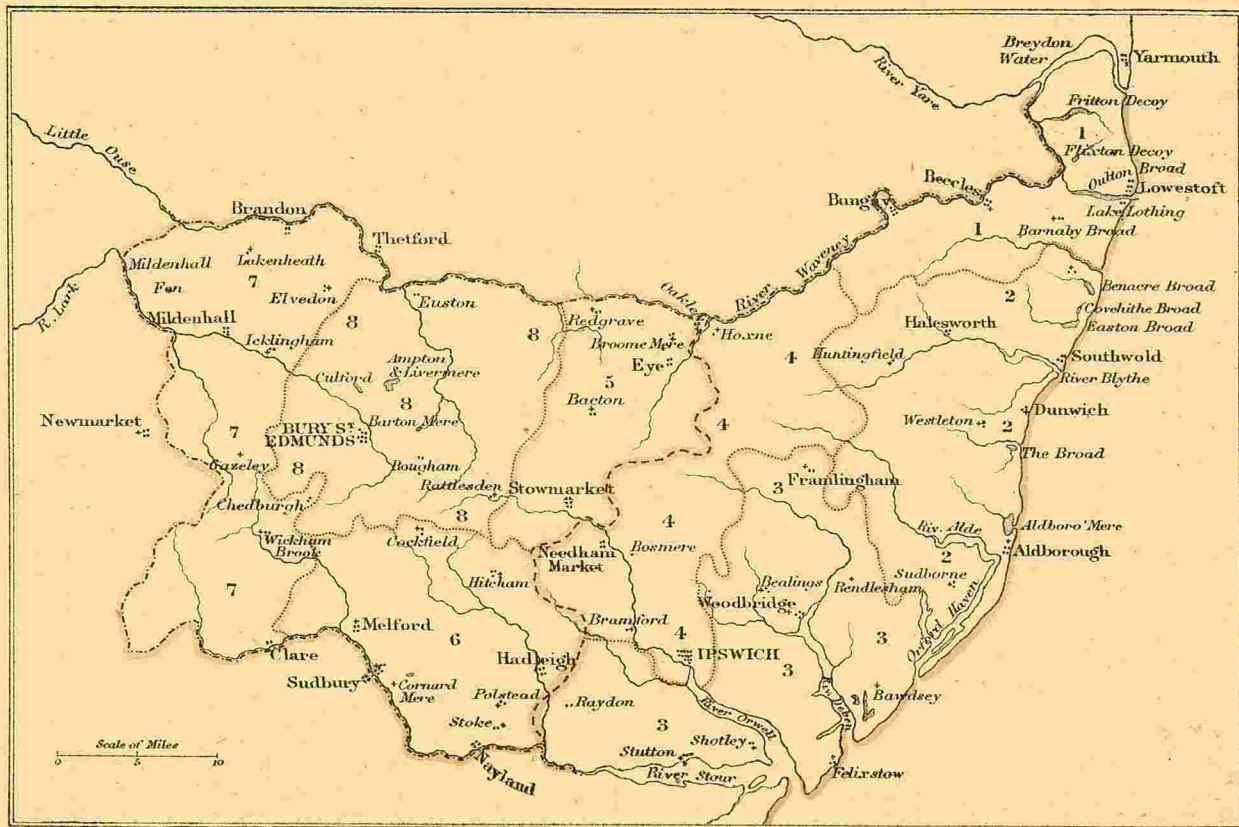 Breydon
Water
Yarmouth
River Yare
Fritton Decoy
1
Flixton Decoy
Oulton Broad
Lowestoft
Lake Lothing
Little Ouse
Beccles
Bungay
Barnaby Broad
1
Brandon
Thetford
River Waveney
Mildenhall
Fen
Lakenheath
7
Elvedon
R. Lark
Mildenhall
Icklingham
Euston
8
8
Redgrave
Oakley
Hoxne
Broome Mere
Eye
2
Benacre Broad
Covehithe Broad
Easton Broad
Halesworth
Huntingfield
4
Southwold
River Blythe
Culford
Ampton
& Livermere
8
Barton Mere
5
Bacton
Newmarket
BURY ST.
EDMUNDS
7
4
Westleton
2
Dunwich
The Broad
Gazeley
8
Rougham
Rattlesden
Stowmarket
3
Framlingham
Chedburgh
8
4
Riv. Alde
Aldboro' Mere
Aldborough
Wickham
Brook
Cockfield
Needham
Market
Bosmere
2
Sudborne
7
Hitcham
Bealings
Woodbridge
Rendlesham
Orford Haven
Melford
6
Bramford
4
3
Clare
Hadleigh
IPSWICH
3
Sudbury
Cornard
Mere
Polstead
Raydon
Riv. Deben
Bawdsey
Stoke
3
River Orwell
Shotley
Stutton
Nayland
River Stour
Felixstow
Scale of Miles
0 5 10